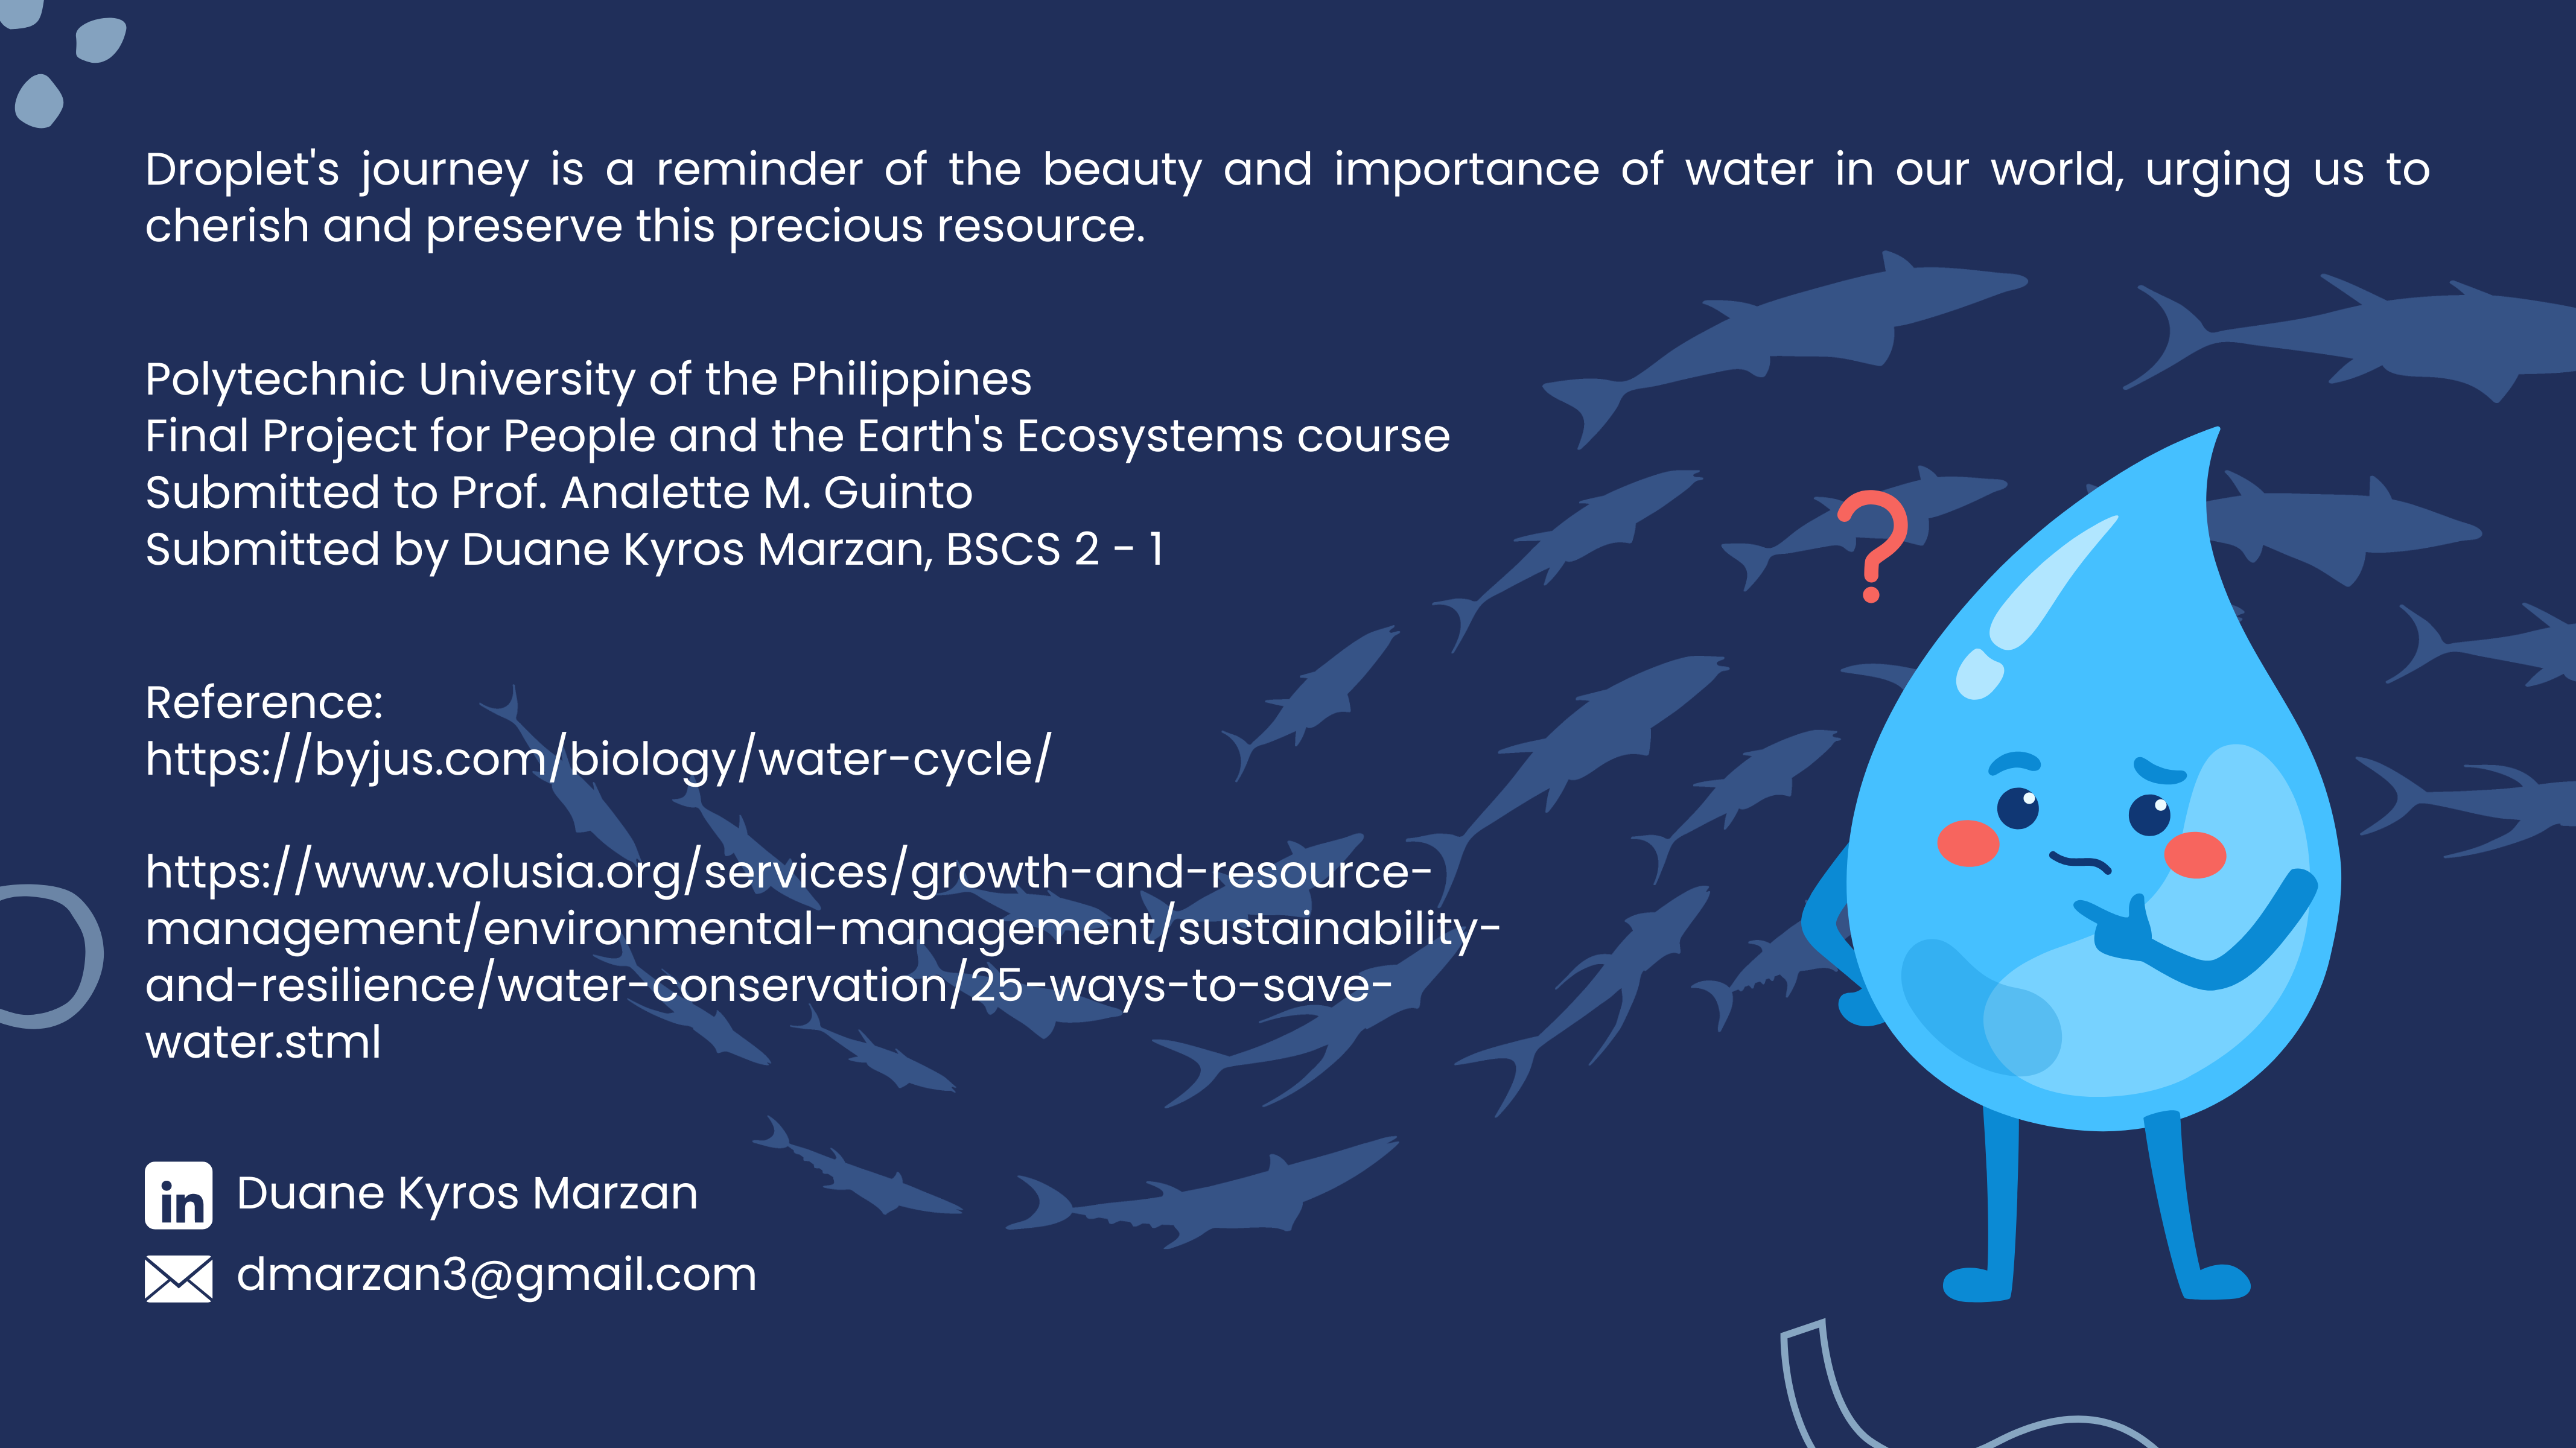 Droplet's journey is a reminder of the beauty and importance of water in our world, urging us to
cherish and preserve this precious resource.
Polytechnic University of the Philippines
Final Project for People and the Earth's Ecosystems course
Submitted to Prof. Analette M. Guinto
Submitted by Duane Kyros Marzan, BSCS 2 - 1
?
Reference:
https://byjus.com/biology/water-cycle/
https://www.volusia.org/services/growth-and-resource-
management/environmental-management/sustainability-
and-resilience/water-conservation/25-ways-to-save-
water.stml
in Duane Kyros Marzan
dmarzan3@gmail.com